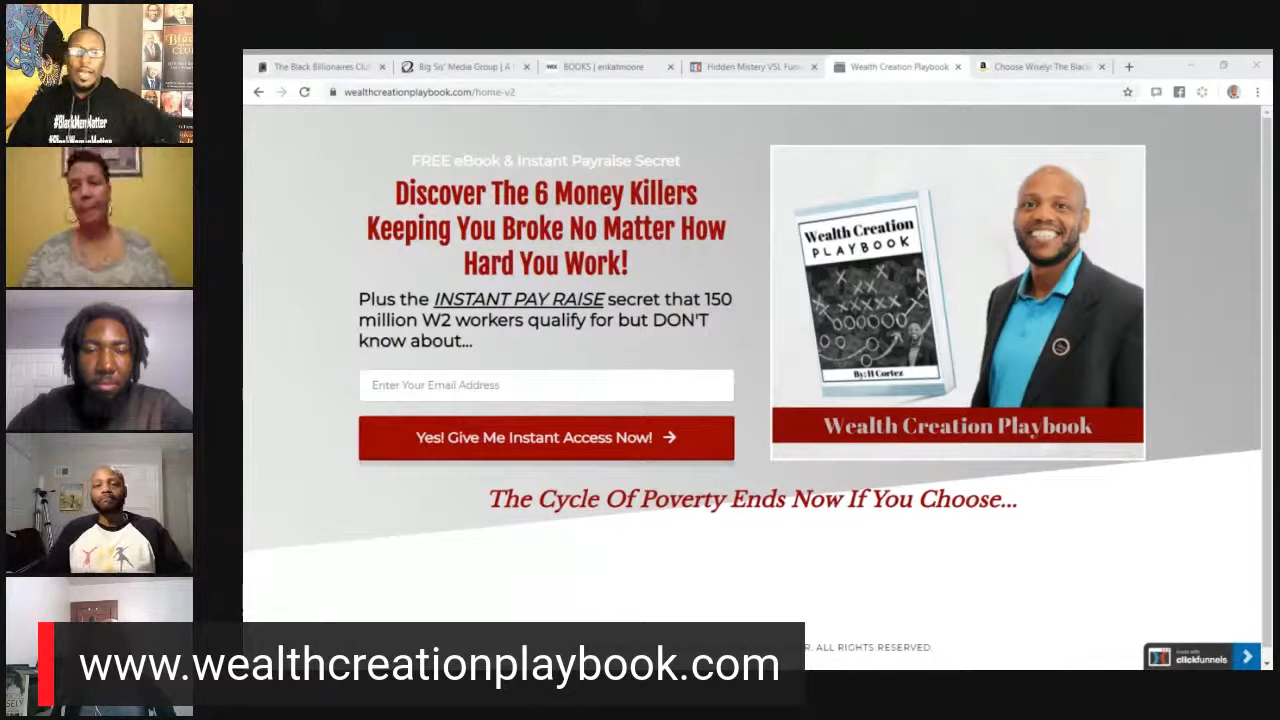 #BlackMenMatter
The Black Billionaires Clu
Big Sis' Media Group | A
BOOKS | erikatmoore
Hidden Mistery VSL Fun
Wealth Creation Playbook
Choose Wisely: The Black
wealthcreationplaybook.com/home-v2
FREE eBook & Instant Payraise Secret
Discover The 6 Money Killers
Keeping You Broke No Matter How
Hard You Work!
Plus the INSTANT PAY RAISE secret that 150
million W2 workers qualify for but DON'T
know about...
Enter Your Email Address
Yes! Give Me Instant Access Now!
Wealth Creation
PLAYBOOK
By: H Cortez
Wealth Creation Playbook
The Cycle Of Poverty Ends Now If You Choose...
R. ALL RIGHTS RESERVED.
made with
clickfunnels
www.wealthcreationplaybook.com